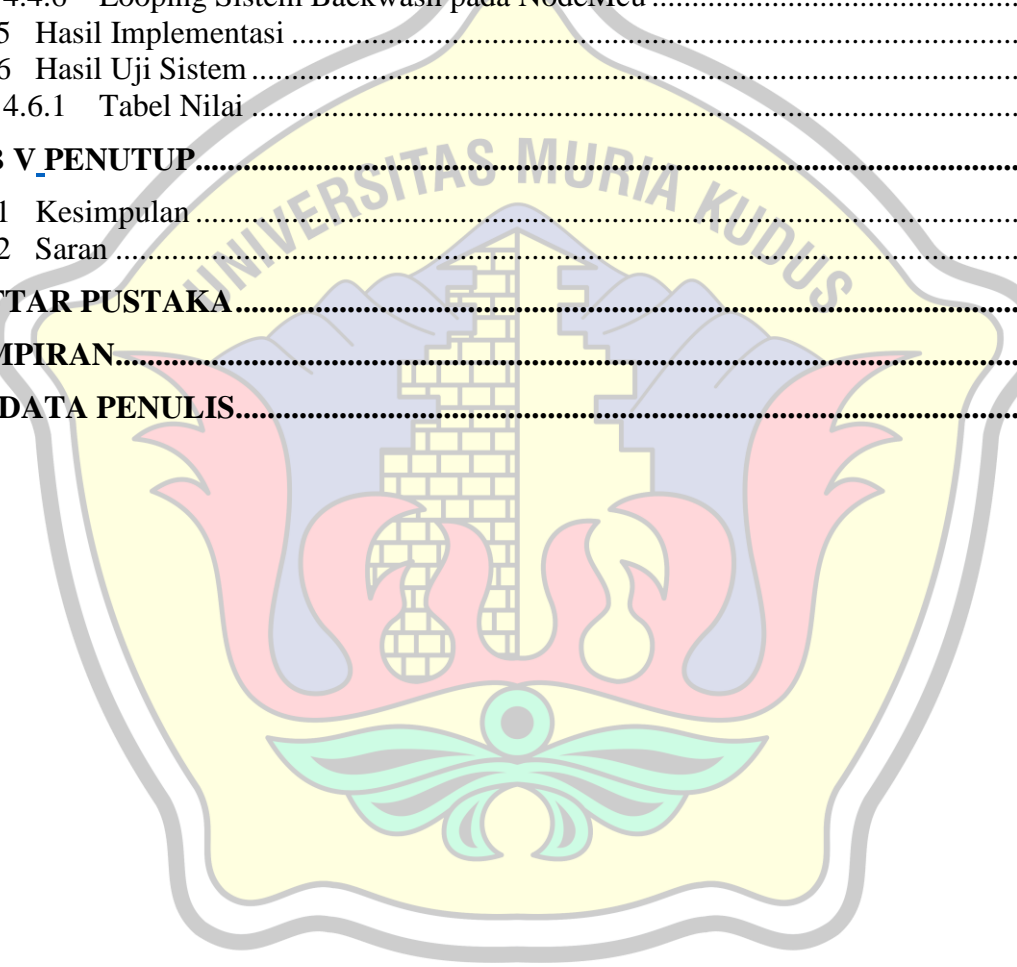 4.4.6 Looping Sistem Backwash pada NodeMcu ........................................
5 Hasil Implementasi ........................................
6 Hasil Uji Sistem ........................................
4.6.1 Tabel Nilai ........................................
V PENUTUP........................................
UNIVERSITAS MURIA KUDUS
1 Kesimpulan ........................................
2 Saran ........................................
TAR PUSTAKA........................................
MPIRAN........................................
DATA PENULIS........................................